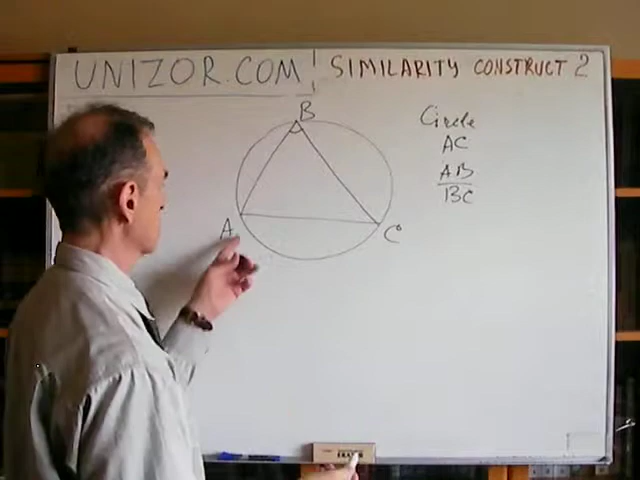 UNIZOR.COM
SIMILARITY CONSTRUCT 2
B
A
C
Circle
AC
AB
BC